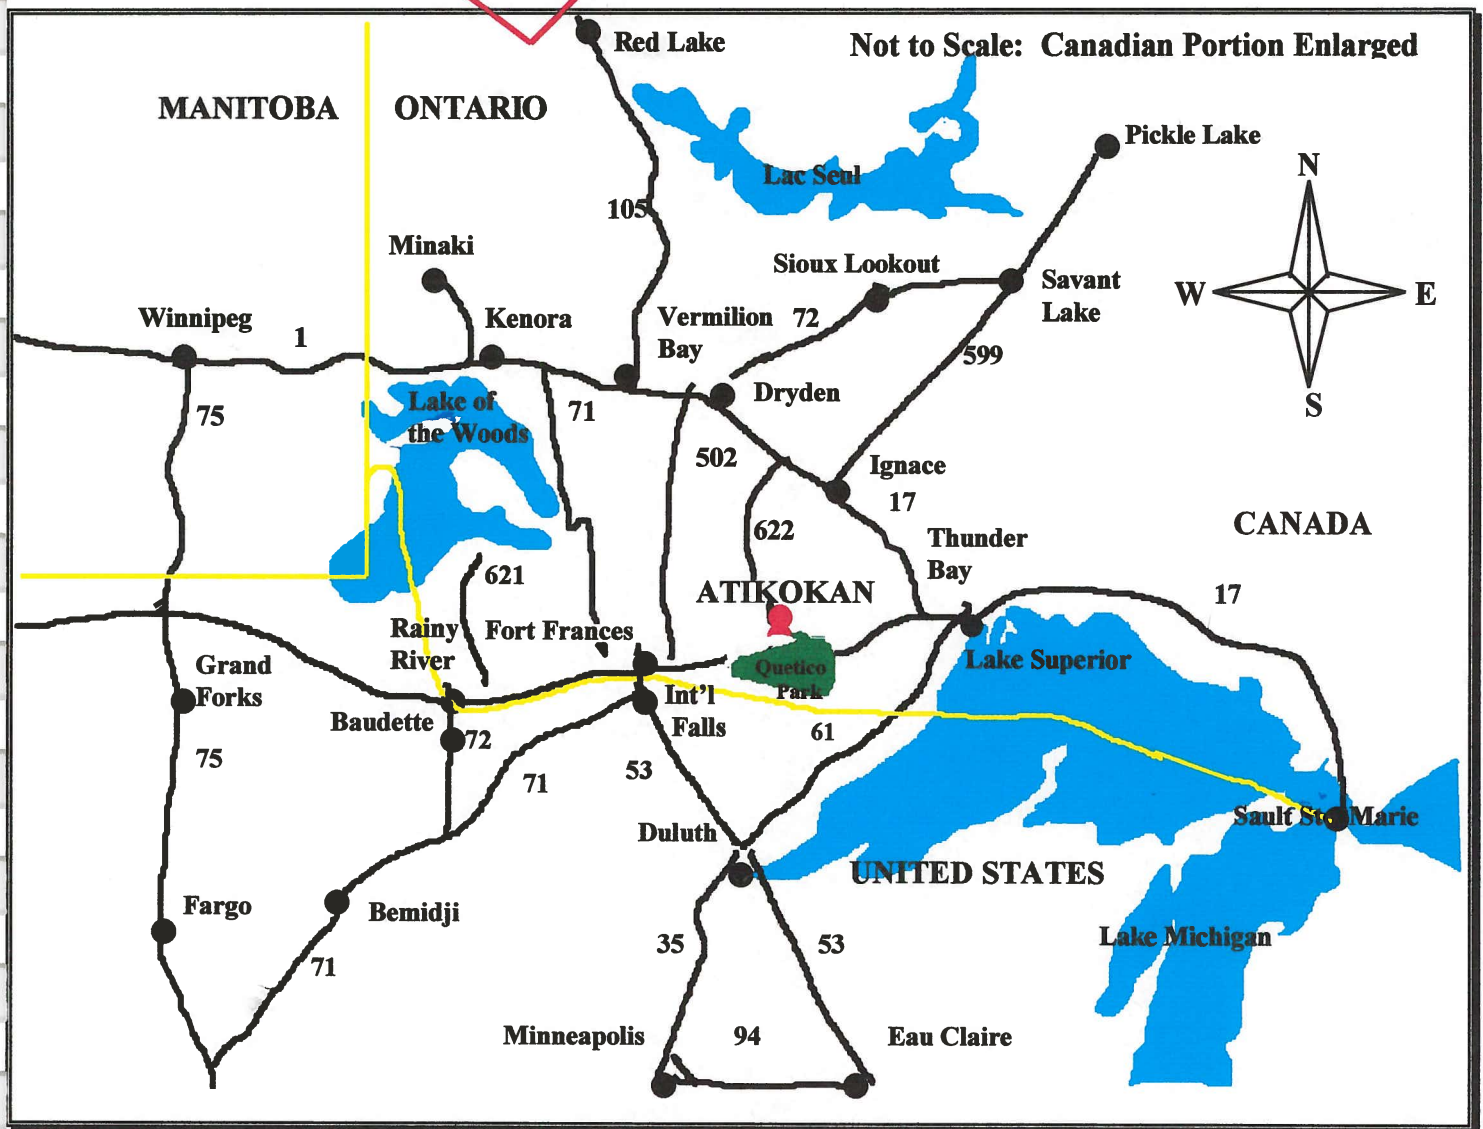 Red Lake
Not to Scale: Canadian Portion Enlarged
MANITOBA
ONTARIO
Pickle Lake
N
Lac Seul
105
Minaki
Sioux Lookout
Savant
Lake
W
E
Winnipeg
1
Kenora
Vermilion
Bay
72
599
S
75
Lake of
the Woods
71
Dryden
502
Ignace
17
622
Thunder
Bay
CANADA
621
ATIKOKAN
17
Rainy
River
Fort Frances
Lake Superior
Quetico
Park
Grand
Forks
Int'l
Falls
Baudette
72
61
75
71
53
Duluth
Saulf Ste Marie
UNITED STATES
Fargo
Bemidji
71
35
53
Lake Michigan
Minneapolis
94
Eau Claire